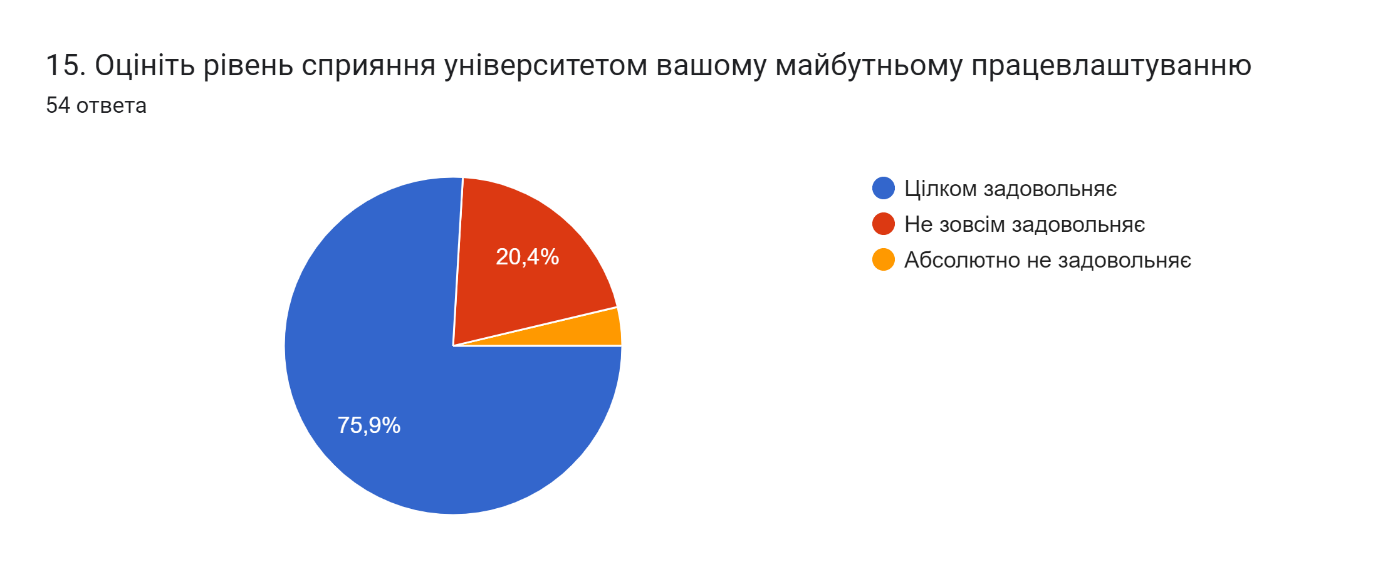 15. Оцініть рівень сприяння університетом вашому майбутньому працевлаштуванню
54 ответа
Цілком задовольняє
Не зовсім задовольняє
Абсолютно не задовольняє
20,4%
75,9%